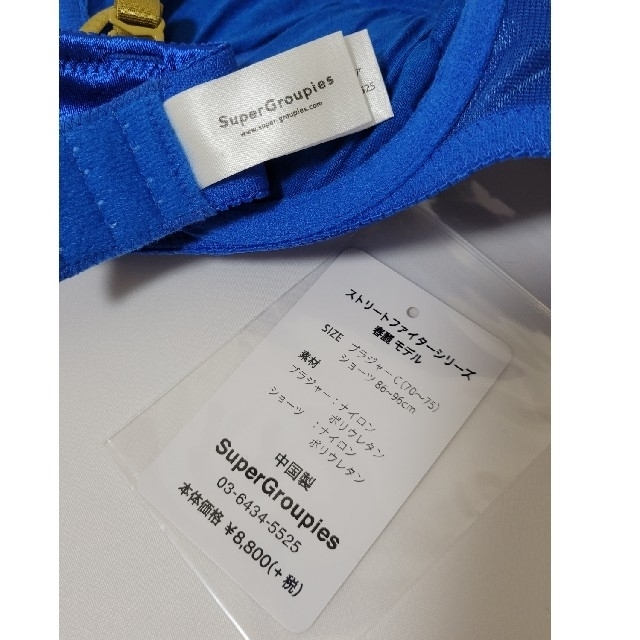 SuperGroupies
www.super-groupies.com
525
ストリートファイターシリーズ
春麗 モデル
SIZE ブラジャー C (70〜75)
ショーツ 86〜96cm
素材
ブラジャー：ナイロン
ポリウレタン
ショーツ ：ナイロン
ポリウレタン
中国製
SuperGroupies
03-6434-5525
本体価格 ¥8,800(+税)